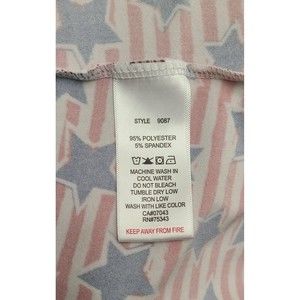 STYLE 9087
95% POLYESTER
5% SPANDEX
MACHINE WASH IN
COOL WATER
DO NOT BLEACH
TUMBLE DRY LOW
IRON LOW
WASH WITH LIKE COLOR
CA#07043
RN#75343
KEEP AWAY FROM FIRE